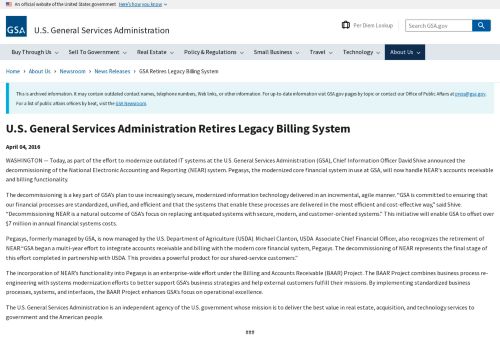 An official website of the United States government Here's how you know
GSA U.S. General Services Administration
Per Diem Lookup
Search GSA.gov
Buy Through Us Sell To Government Real Estate Policy & Regulations Small Business Travel Technology About Us
Home › About Us › Newsroom › News Releases › GSA Retires Legacy Billing System
This is archived information. It may contain outdated contact names, telephone numbers, Web links, or other information. For up-to-date information visit GSA.gov pages by topic or contact our Office of Public Affairs at press@gsa.gov.
For a list of public affairs officers by beat, visit the GSA Newsroom.
U.S. General Services Administration Retires Legacy Billing System
April 04, 2016
WASHINGTON — Today, as part of the effort to modernize outdated IT systems at the U.S. General Services Administration (GSA), Chief Information Officer David Shive announced the
decommissioning of the National Electronic Accounting and Reporting (NEAR) system. Pegasys, the modernized core financial system in use at GSA, will now handle NEAR's accounts receivable
and billing functionality.
The decommissioning is a key part of GSA's plan to use increasingly secure, modernized information technology delivered in an incremental, agile manner. "GSA is committed to ensuring that
our financial processes are standardized, unified, and efficient and that the systems that enable these processes are delivered in the most efficient and cost-effective way," said Shive.
"Decommissioning NEAR is a natural outcome of GSA's focus on replacing antiquated systems with secure, modern, and customer-oriented systems." This initiative will enable GSA to offset over
$7 million in annual financial systems costs.
Pegasys, formerly managed by GSA, is now managed by the U.S. Department of Agriculture (USDA). Michael Clanton, USDA Associate Chief Financial Officer, also recognizes the retirement of
NEAR "GSA began a multi-year effort to integrate accounts receivable and billing with the modern core financial system, Pegasys. The decommissioning of NEAR represents the final stage of
this effort completed in partnership with USDA. This provides a powerful product for our shared-service customers."
The incorporation of NEAR's functionality into Pegasys is an enterprise-wide effort under the Billing and Accounts Receivable (BAAR) Project. The BAAR Project combines business process re-
engineering with systems modernization efforts to better support GSA's business strategies and help external customers fulfill their missions. By implementing standardized business
processes, systems, and interfaces, the BAAR Project enhances GSA's focus on operational excellence.
The U.S. General Services Administration is an independent agency of the U.S. government whose mission is to deliver the best value in real estate, acquisition, and technology services to
government and the American people.
###